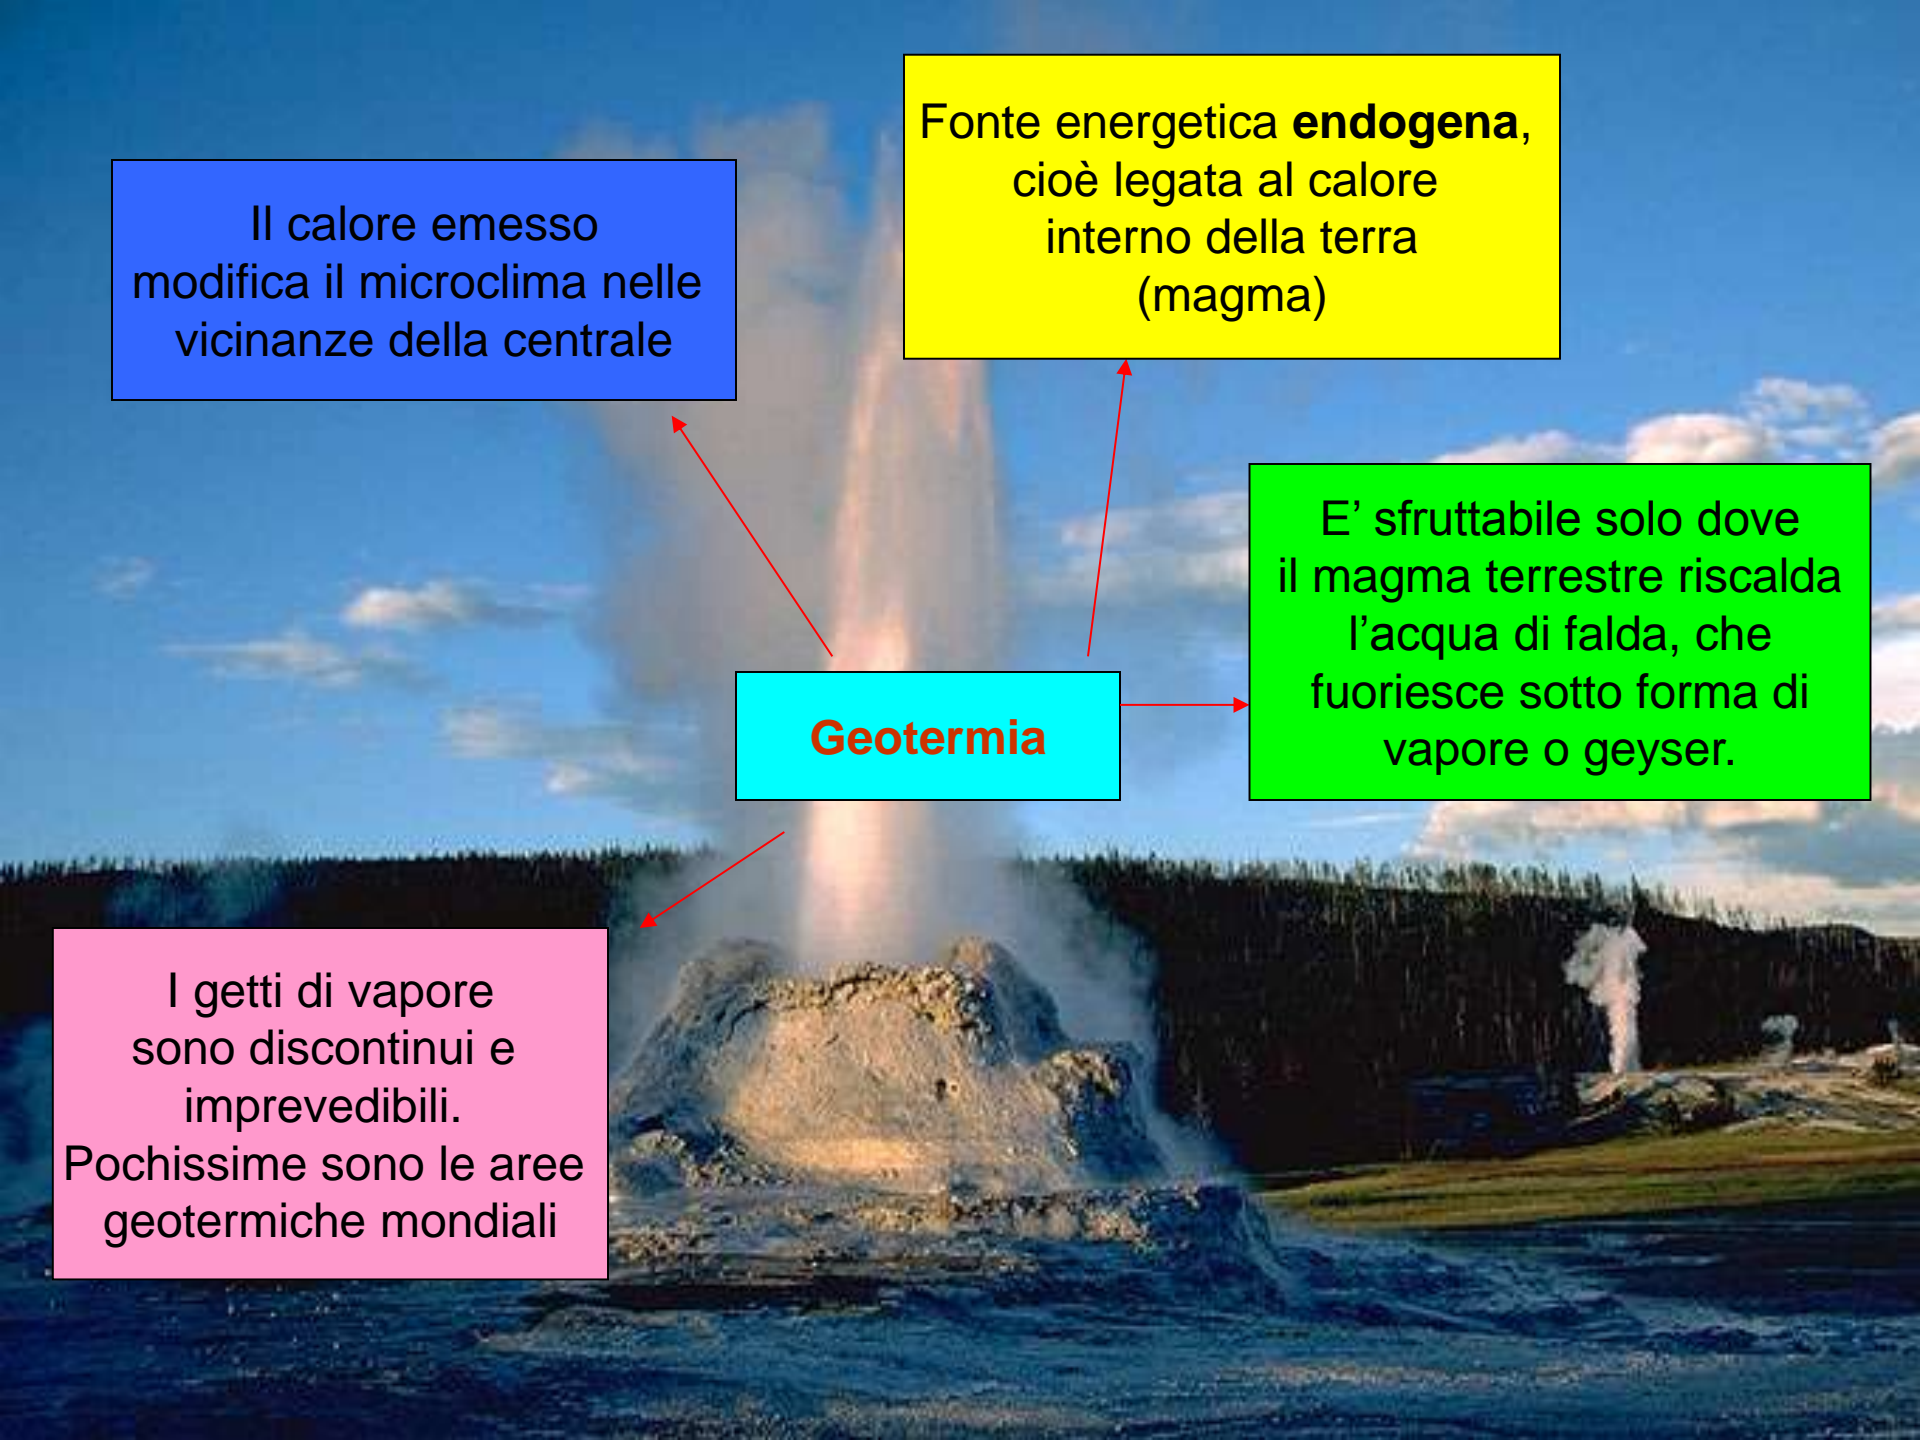 Fonte energetica endogena,
cioè legata al calore
interno della terra
(magma)
Il calore emesso
modifica il microclima nelle
vicinanze della centrale
E’ sfruttabile solo dove
il magma terrestre riscalda
l’acqua di falda, che
fuoriesce sotto forma di
vapore o geyser.
Geotermia
I getti di vapore
sono discontinui e
imprevedibili.
Pochissime sono le aree
geotermiche mondiali